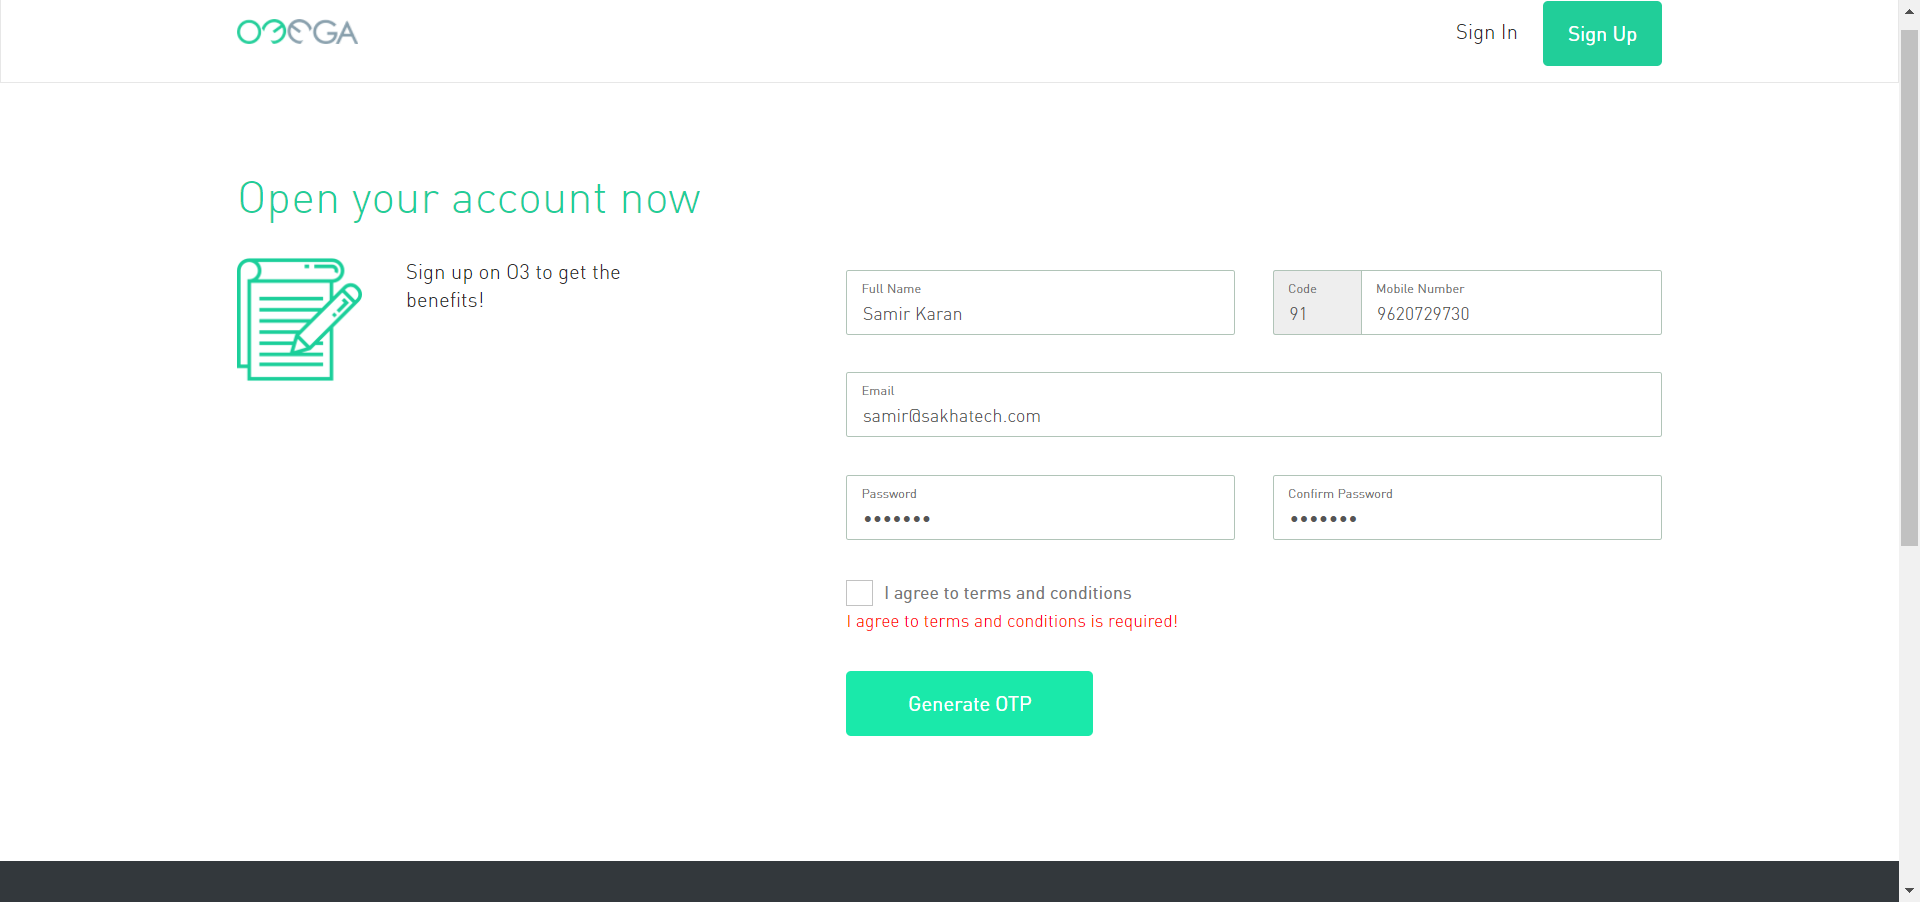 O3EGA
Sign In
Sign Up
Open your account now
Sign up on O3 to get the
benefits!
Full Name
Samir Karan
Code
91
Mobile Number
9620729730
Email
samir@sakhatech.com
Password
•••••••
Confirm Password
•••••••
I agree to terms and conditions
I agree to terms and conditions is required!
Generate OTP